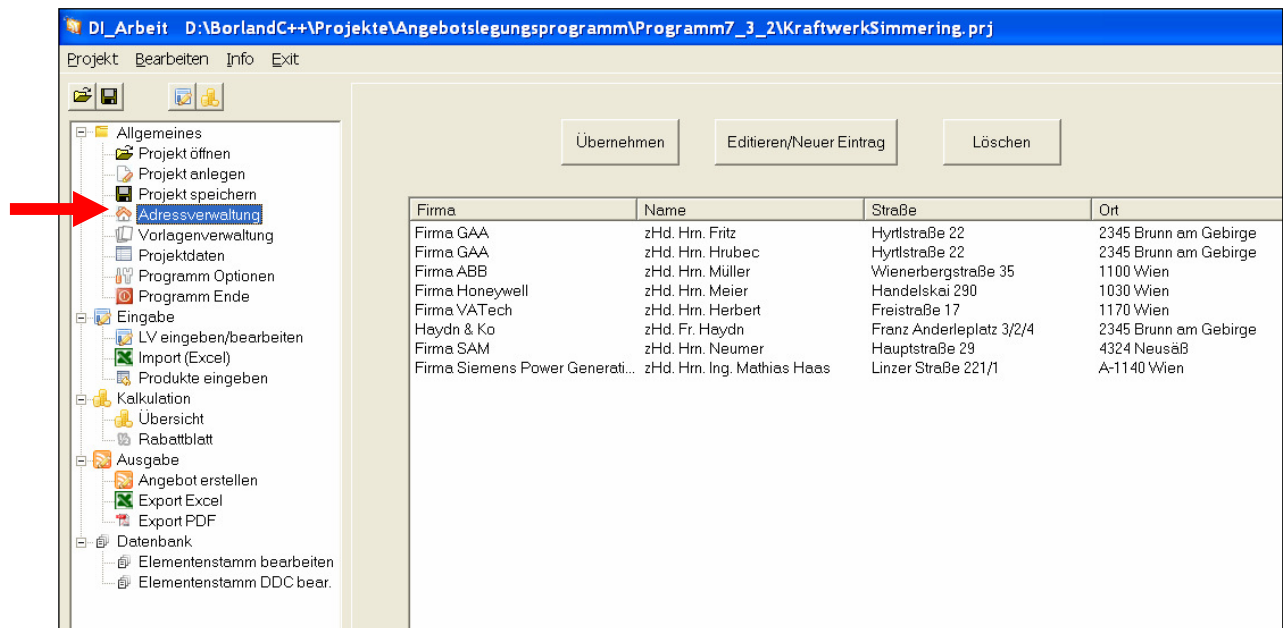 DI_Arbeit D:\BorlandC++\Projekte\Angebotslegungsprogramm\Programm7_3_2\KraftwerkSimmering.prj
Projekt Bearbeiten Info Exit
Allgemeines
Projekt öffnen
Projekt anlegen
Projekt speichern
Adressverwaltung
Vorlagenverwaltung
Projektdaten
Programm Optionen
Programm Ende
Eingabe
LV eingeben/bearbeiten
Import (Excel)
Produkte eingeben
Kalkulation
Übersicht
Rabattblatt
Ausgabe
Angebot erstellen
Export Excel
Export PDF
Datenbank
Elementenstamm bearbeiten
Elementenstamm DDC bear.
Übernehmen Editieren/Neuer Eintrag Löschen
Firma Name Straße Ort
Firma GAA zHd. Hrn. Fritz Hyrtlstraße 22 2345 Brunn am Gebirge
Firma GAA zHd. Hrn. Hrubec Hyrtlstraße 22 2345 Brunn am Gebirge
Firma ABB zHd. Hrn. Müller Wienerbergstraße 35 1100 Wien
Firma Honeywell zHd. Hrn. Meier Handelskai 290 1030 Wien
Firma VATech zHd. Hrn. Herbert Freistraße 17 1170 Wien
Haydn & Ko zHd. Fr. Haydn Franz Anderleplatz 3/2/4 2345 Brunn am Gebirge
Firma SAM zHd. Hrn. Neumer Hauptstraße 29 4324 Neusäß
Firma Siemens Power Generati... zHd. Hrn. Ing. Mathias Haas Linzer Straße 221/1 A-1140 Wien